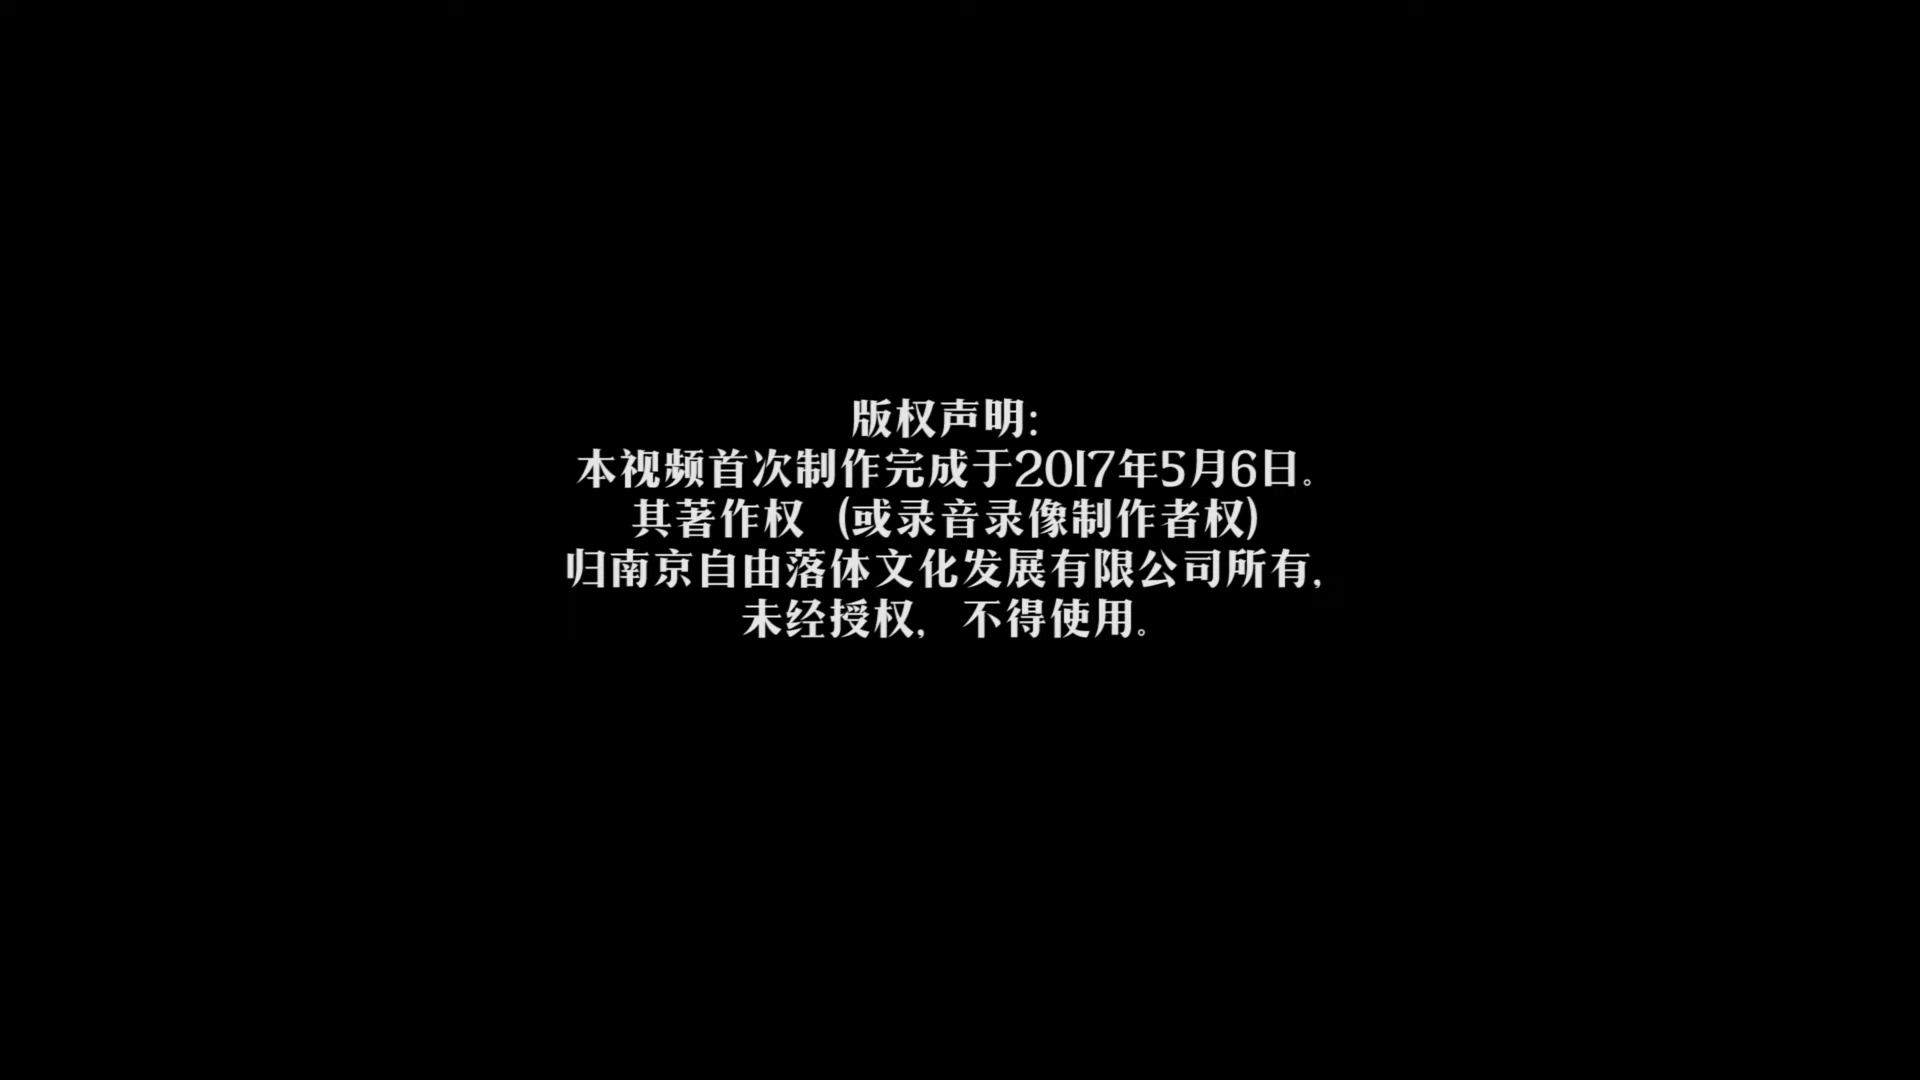 版权声明：
本视频首次制作完成于2017年5月6日。
其著作权（或录音录像制作者权）
归南京自由落体文化发展有限公司所有，
未经授权，不得使用。